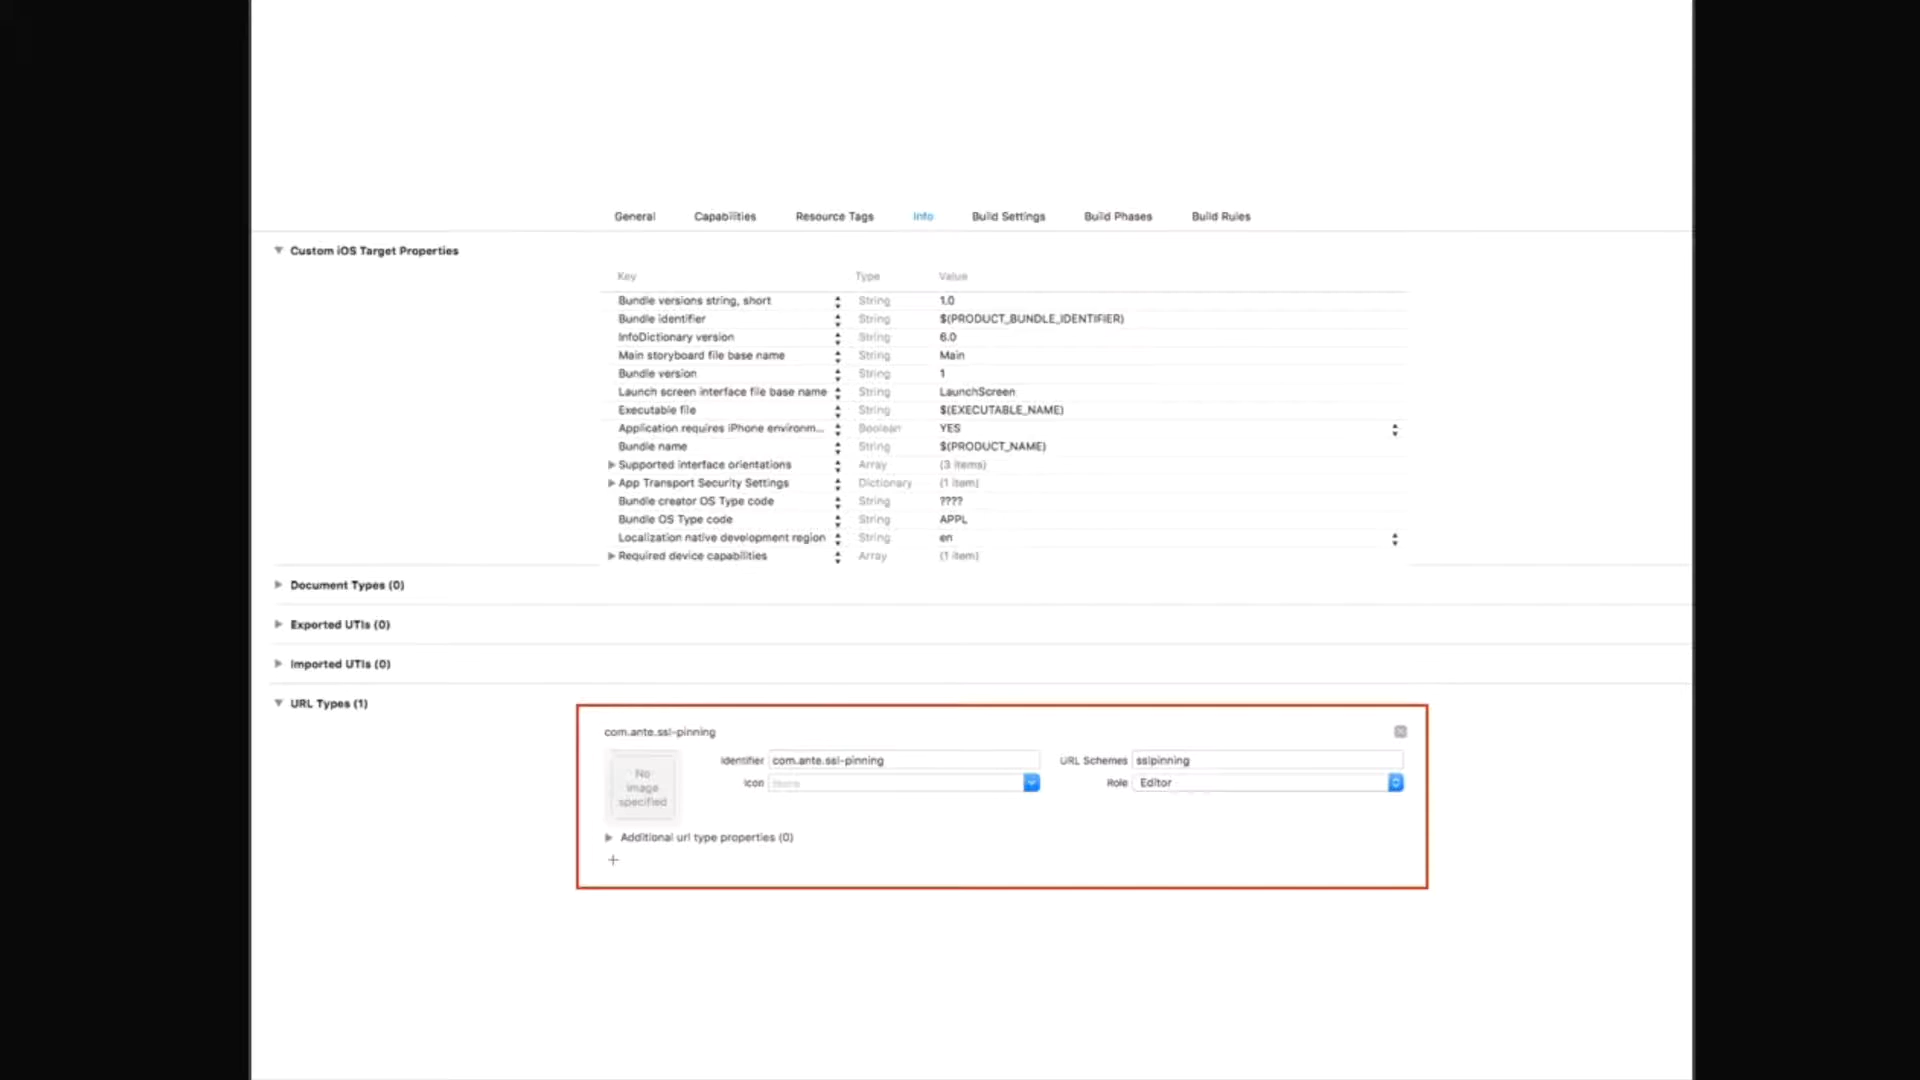 General Capabilities Resource Tags Info Build Settings Build Phases Build Rules
Custom iOS Target Properties
Key Type Value
Bundle versions string, short String 1.0
Bundle identifier String $(PRODUCT_BUNDLE_IDENTIFIER)
InfoDictionary version String 6.0
Main storyboard file base name String Main
Bundle version String 1
Launch screen interface file base name String LaunchScreen
Executable file String $(EXECUTABLE_NAME)
Application requires iPhone environm... Boolean YES
Bundle name String $(PRODUCT_NAME)
Supported interface orientations Array (3 items)
App Transport Security Settings Dictionary (1 item)
Bundle creator OS Type code String ????
Bundle OS Type code String APPL
Localization native development region String en
Required device capabilities Array (1 item)
Document Types (0)
Exported UTIs (0)
Imported UTIs (0)
URL Types (1)
com.ante.ssl-pinning
No image specified
Identifier com.ante.ssl-pinning URL Schemes sslpinning
Icon None Role Editor
Additional url type properties (0)
+